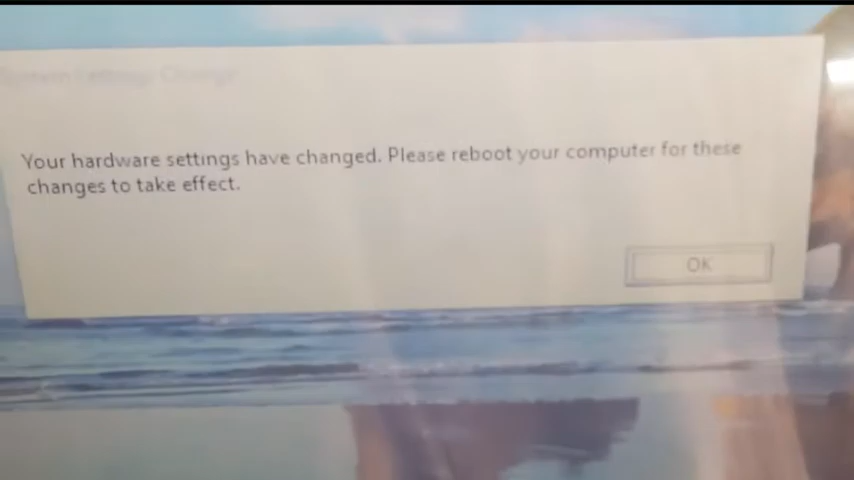 Your hardware settings have changed. Please reboot your computer for these
changes to take effect.
OK